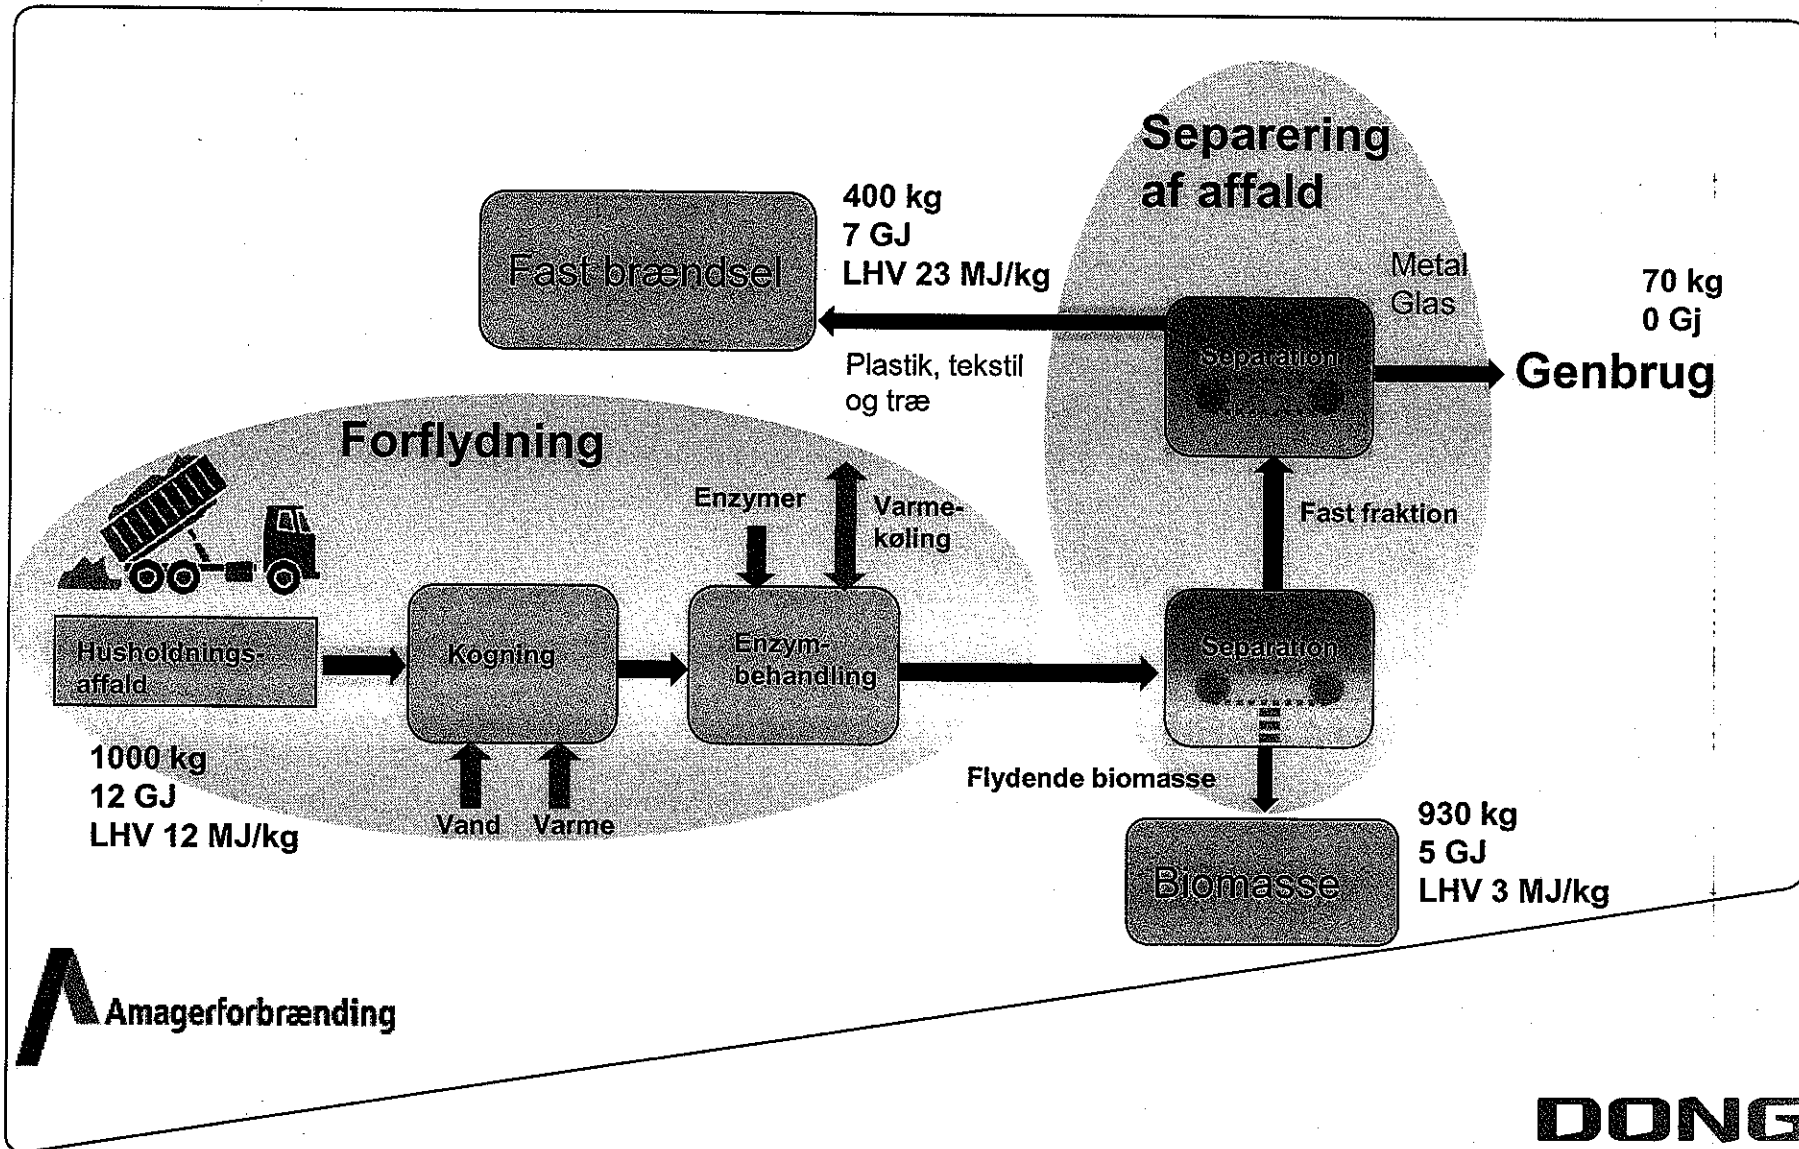 Separering
af affald
400 kg
7 GJ
LHV 23 MJ/kg
Fast brændsel
Metal
Glas
70 kg
0 Gj
Separation
Genbrug
Plastik, tekstil
og træ
Forflydning
Enzymer
Varme-
køling
Fast fraktion
Husholdnings-
affald
Kogning
Enzym-
behandling
Separation
1000 kg
12 GJ
LHV 12 MJ/kg
Vand
Varme
Flydende biomasse
930 kg
5 GJ
LHV 3 MJ/kg
Biomasse
Amagerforbrænding
DONG